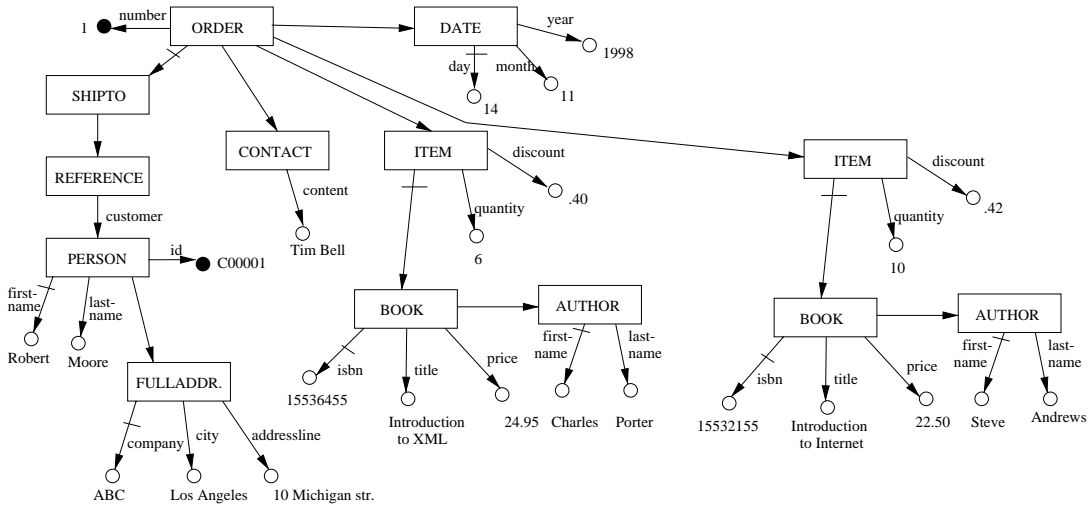 number
1
ORDER
DATE
year
1998
day
month
14
11
SHIPTO
CONTACT
ITEM
discount
.40
ITEM
discount
.42
REFERENCE
customer
content
Tim Bell
quantity
6
quantity
10
PERSON
id
C00001
first-
name
last-
name
Robert
Moore
BOOK
AUTHOR
first-
name
last-
name
isbn
title
price
15536455
Introduction
to XML
24.95
Charles
Porter
BOOK
AUTHOR
first-
name
last-
name
isbn
title
price
15532155
Introduction
to Internet
22.50
Steve
Andrews
FULLADDR.
company
city
addressline
ABC
Los Angeles
10 Michigan str.